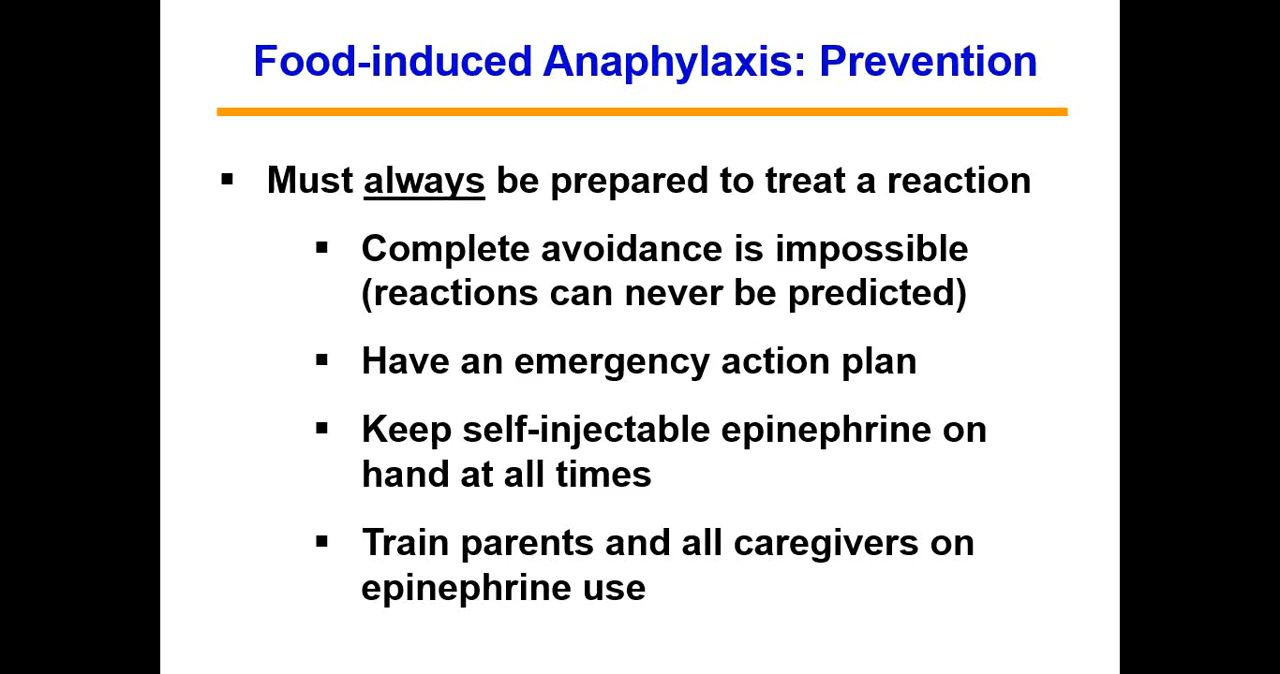 Food-induced Anaphylaxis: Prevention
▪ Must always be prepared to treat a reaction
▪ Complete avoidance is impossible
(reactions can never be predicted)
▪ Have an emergency action plan
▪ Keep self-injectable epinephrine on
hand at all times
▪ Train parents and all caregivers on
epinephrine use